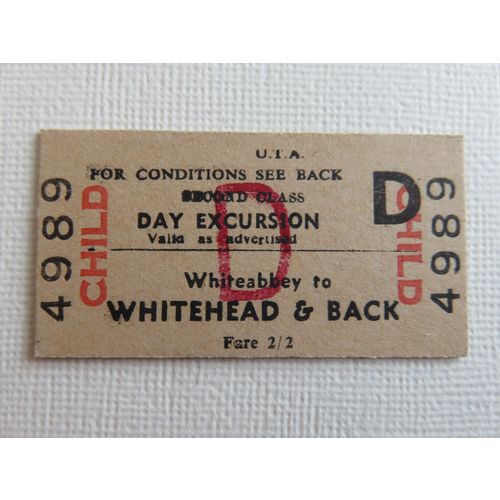 U.T.A.
FOR CONDITIONS SEE BACK
SECOND CLASS
DAY EXCURSION
Valid as advertised
Whiteabbey to
WHITEHEAD & BACK
Fare 2/2
4989
CHILD
D
D
CHILD
4989